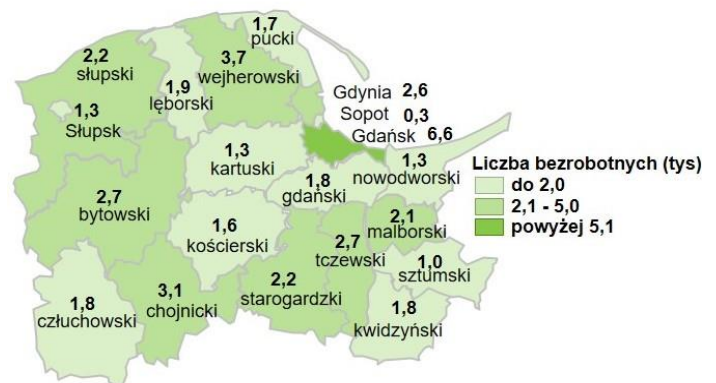 1,7
pucki
2,2
słupski
3,7
wejherowski
1,9
lęborski
1,3
Słupsk
Gdynia 2,6
Sopot 0,3
Gdańsk 6,6
1,3
kartuski
1,8
gdański
1,3
nowodworski
2,7
bytowski
1,6
kościerski
2,7
tczewski
2,1
malborski
1,0
sztumski
1,8
człuchowski
3,1
chojnicki
2,2
starogardzki
1,8
kwidzyński
Liczba bezrobotnych (tys)
do 2,0
2,1 - 5,0
powyżej 5,1